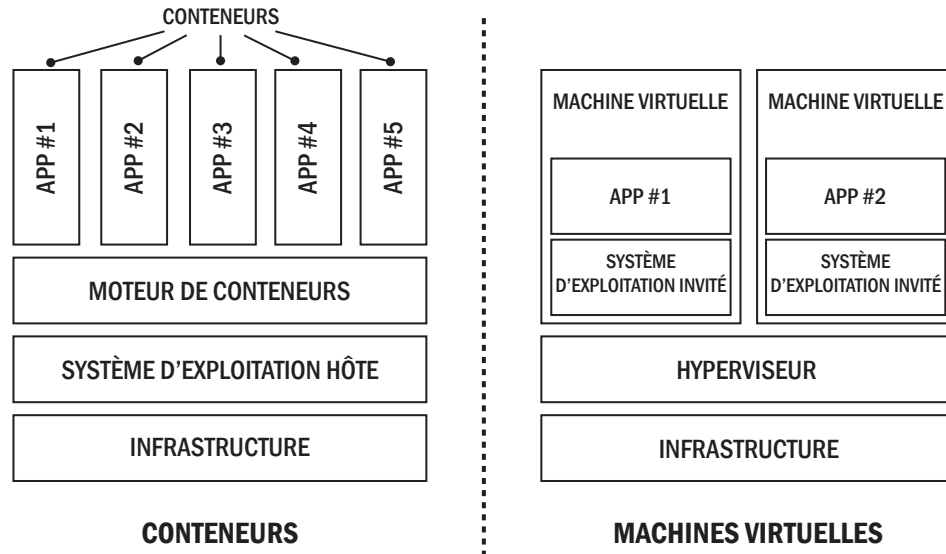 CONTENEURS
APP #1
APP #2
APP #3
APP #4
APP #5
MOTEUR DE CONTENEURS
SYSTÈME D'EXPLOITATION HÔTE
INFRASTRUCTURE
CONTENEURS
MACHINE VIRTUELLE
APP #1
SYSTÈME
D'EXPLOITATION INVITÉ
MACHINE VIRTUELLE
APP #2
SYSTÈME
D'EXPLOITATION INVITÉ
HYPERVISEUR
INFRASTRUCTURE
MACHINES VIRTUELLES